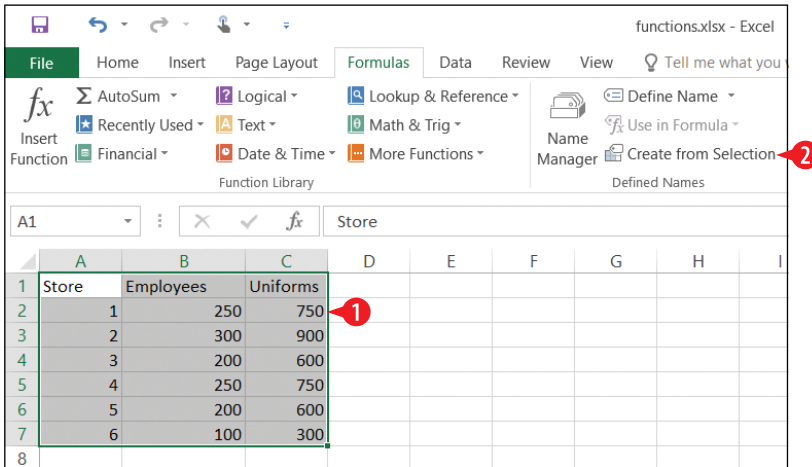 functions.xlsx - Excel
File Home Insert Page Layout Formulas Data Review View Tell me what you
fx Σ AutoSum ? Logical Lookup & Reference Define Name
Recently Used A Text θ Math & Trig fx Use in Formula
Insert Function Financial Date & Time More Functions Name Manager Create from Selection 2
Function Library Defined Names
A1 fx Store
A B C D E F G H I
1 Store Employees Uniforms
2 1 250 750 1
3 2 300 900
4 3 200 600
5 4 250 750
6 5 200 600
7 6 100 300
8